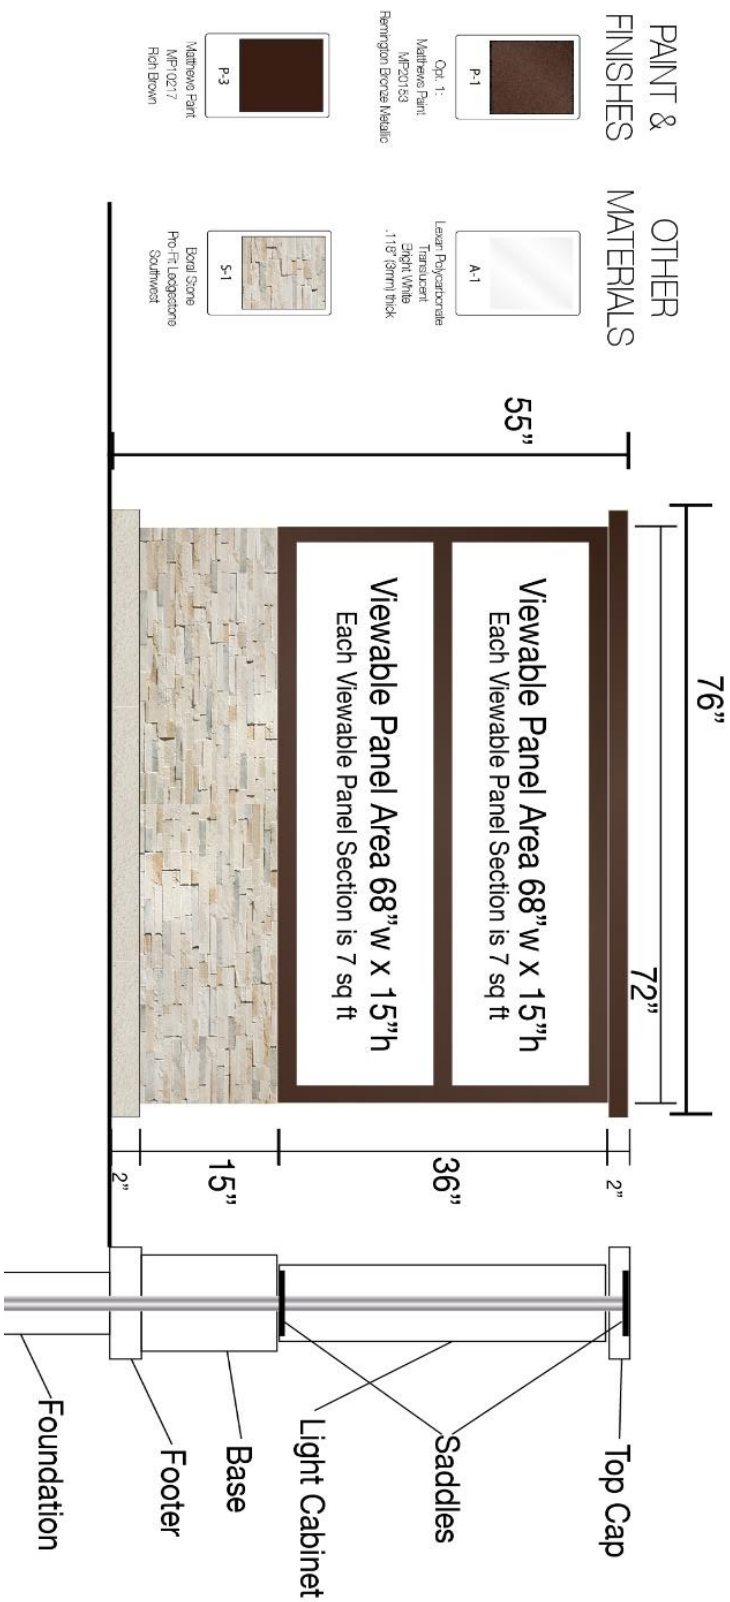 PAINT &
FINISHES
P-1
Opt. 1:
Matthews Paint
MP20153
Remington Bronze Metallic
P-3
Matthews Paint
MP10217
Rich Brown
OTHER
MATERIALS
A-1
Lexan Polycarbonate
Translucent
Bright White
.118" (3mm) thick
S-1
Boral Stone
Pro-Fit Ledgestone
Southwest
76”
72”
55”
Viewable Panel Area 68”w x 15”h
Each Viewable Panel Section is 7 sq ft
Viewable Panel Area 68”w x 15”h
Each Viewable Panel Section is 7 sq ft
2”
36”
15”
2”
Top Cap
Saddles
Light Cabinet
Base
Footer
Foundation